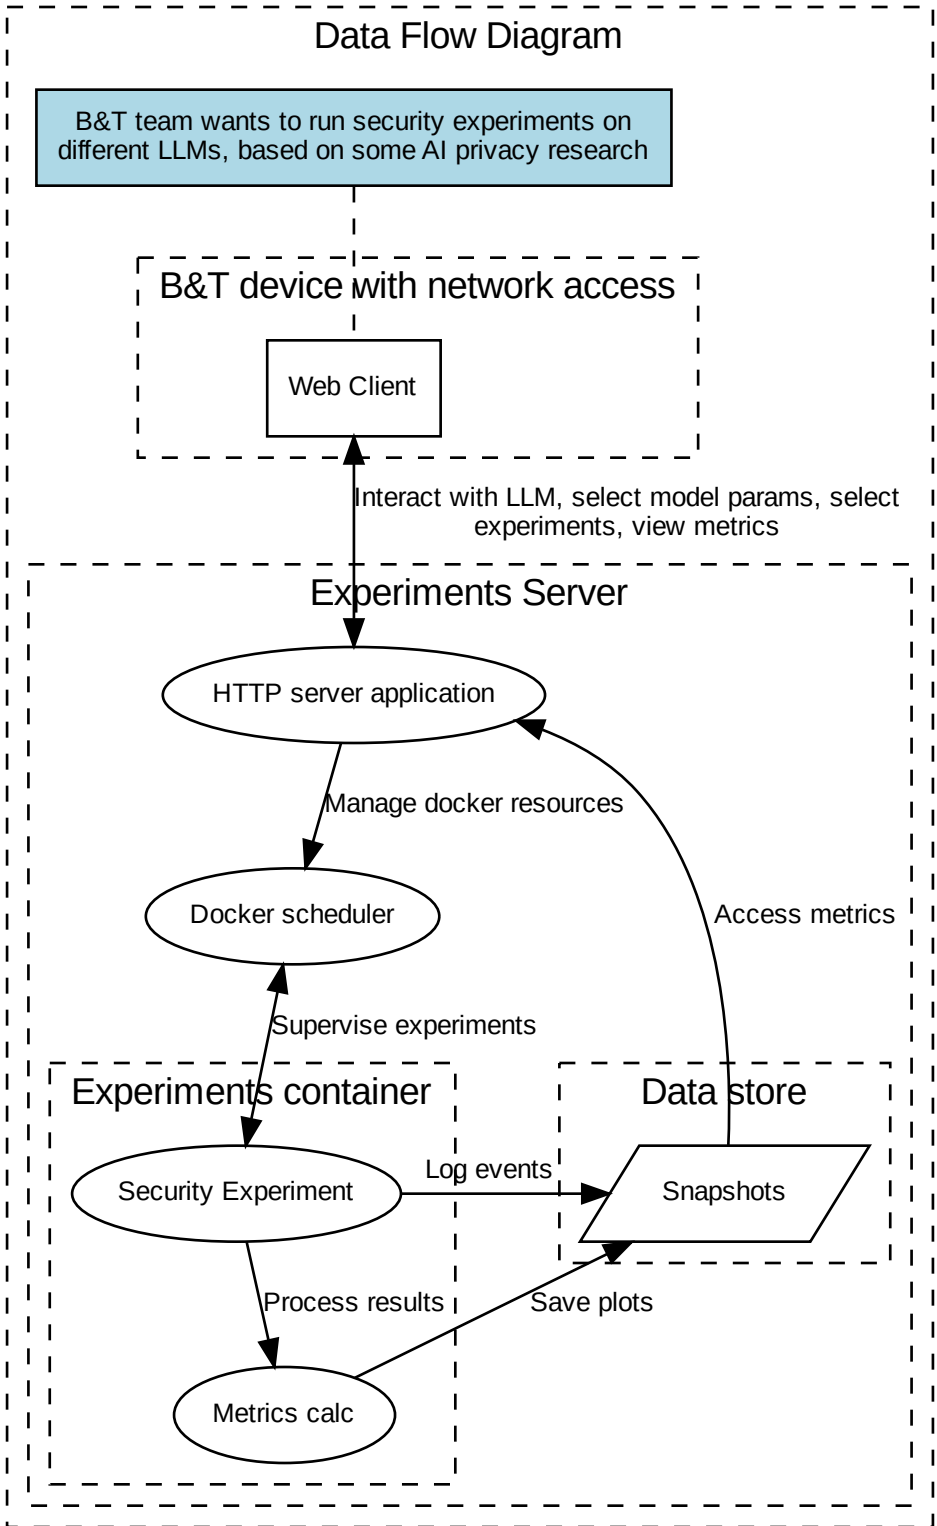 Data Flow Diagram
B&T team wants to run security experiments on
different LLMs, based on some AI privacy research
B&T device with network access
Web Client
Interact with LLM, select model params, select
experiments, view metrics
Experiments Server
HTTP server application
Manage docker resources
Docker scheduler
Access metrics
Supervise experiments
Experiments container
Data store
Log events
Security Experiment
Snapshots
Process results
Save plots
Metrics calc